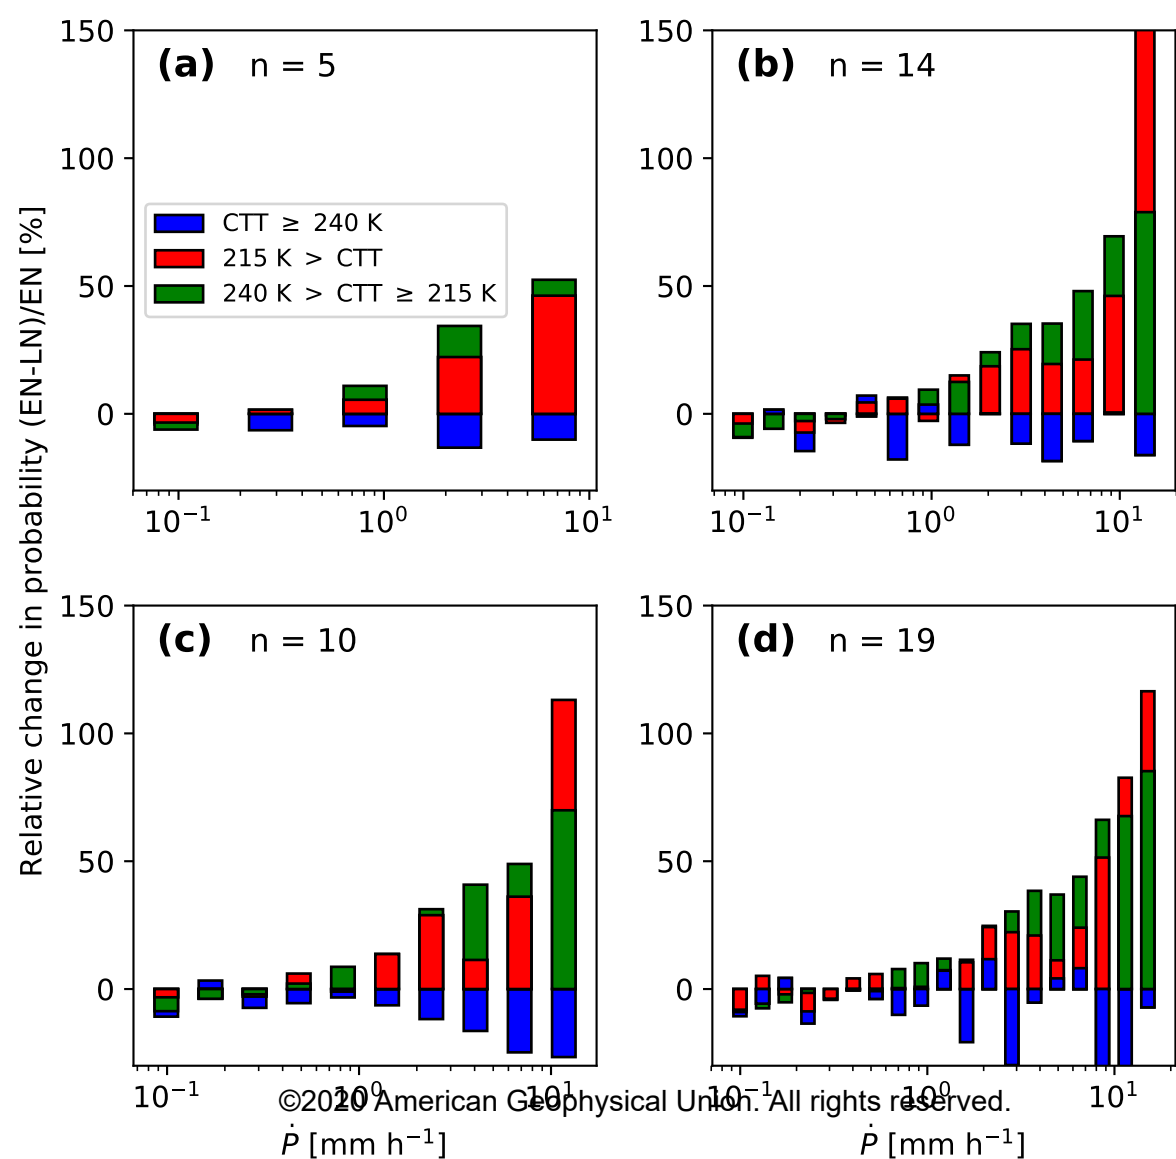 Relative change in probability (EN-LN)/EN [%]
(a) n = 5
150
100
50
0
CTT ≥ 240 K
215 K > CTT
240 K > CTT ≥ 215 K
10⁻¹ 10⁰ 10¹
(b) n = 14
150
100
50
0
10⁻¹ 10⁰ 10¹
(c) n = 10
150
100
50
0
10⁻¹ 10⁰ 10¹
Ṗ [mm h⁻¹]
(d) n = 19
150
100
50
0
10⁻¹ 10⁰ 10¹
Ṗ [mm h⁻¹]
©2020 American Geophysical Union. All rights reserved.